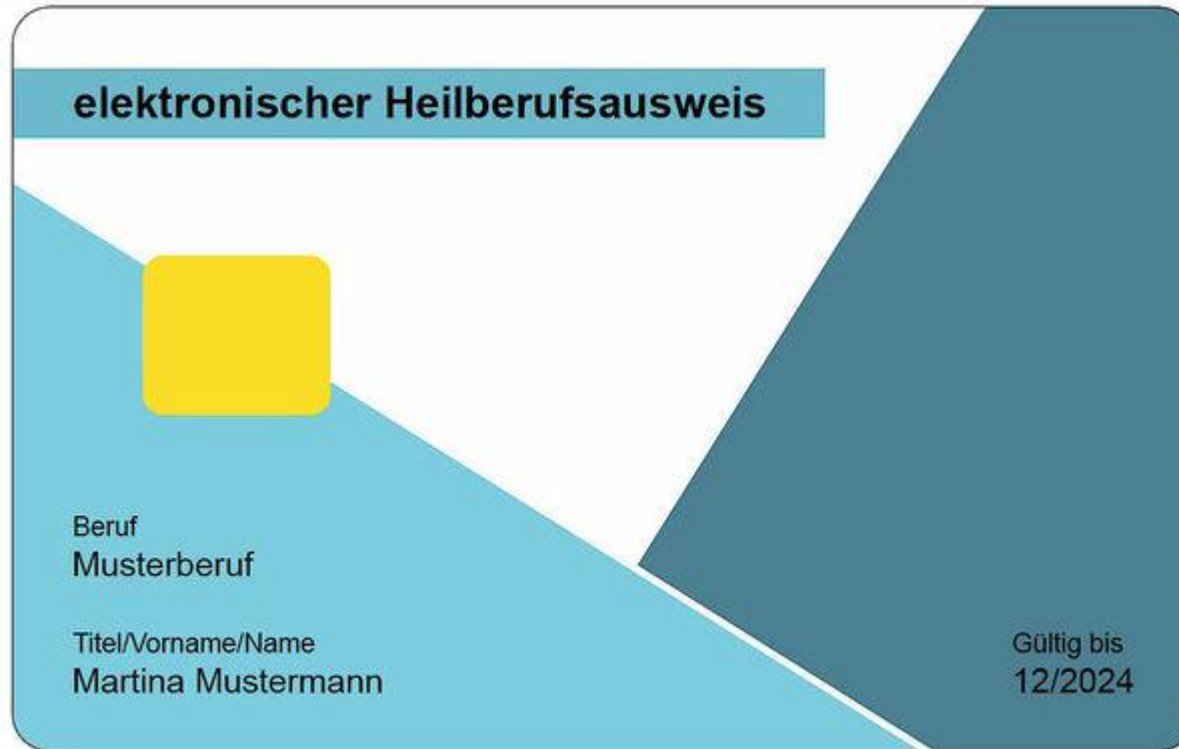 elektronischer Heilberufsausweis
Beruf
Musterberuf
Titel/Vorname/Name
Martina Mustermann
Gültig bis
12/2024